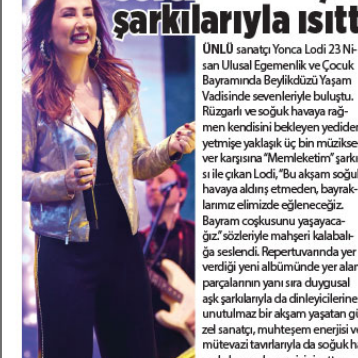 şarkılarıyla ısıtt
ÜNLÜ sanatçı Yonca Lodi 23 Ni-
san Ulusal Egemenlik ve Çocuk
Bayramında Beylikdüzü Yaşam
Vadisinde sevenleriyle buluştu.
Rüzgarlı ve soğuk havaya rağ-
men kendisini bekleyen yediden
yetmişe yaklaşık üç bin müzikse-
ver karşısına "Memleketim" şarkı-
sı ile çıkan Lodi, "Bu akşam soğu
havaya aldırış etmeden, bayrak-
larımız elimizde eğleneceğiz.
Bayram coşkusunu yaşayaca-
ğız." sözleriyle mahşeri kalabalı-
ğa seslendi. Repertuvarında yer
verdiği yeni albümünde yer alan
parçalarının yanı sıra duygusal
aşk şarkılarıyla da dinleyicilerine
unutulmaz bir akşam yaşatan gü
zel sanatçı, muhteşem enerjisi v
mütevazi tavırlarıyla da soğuk h